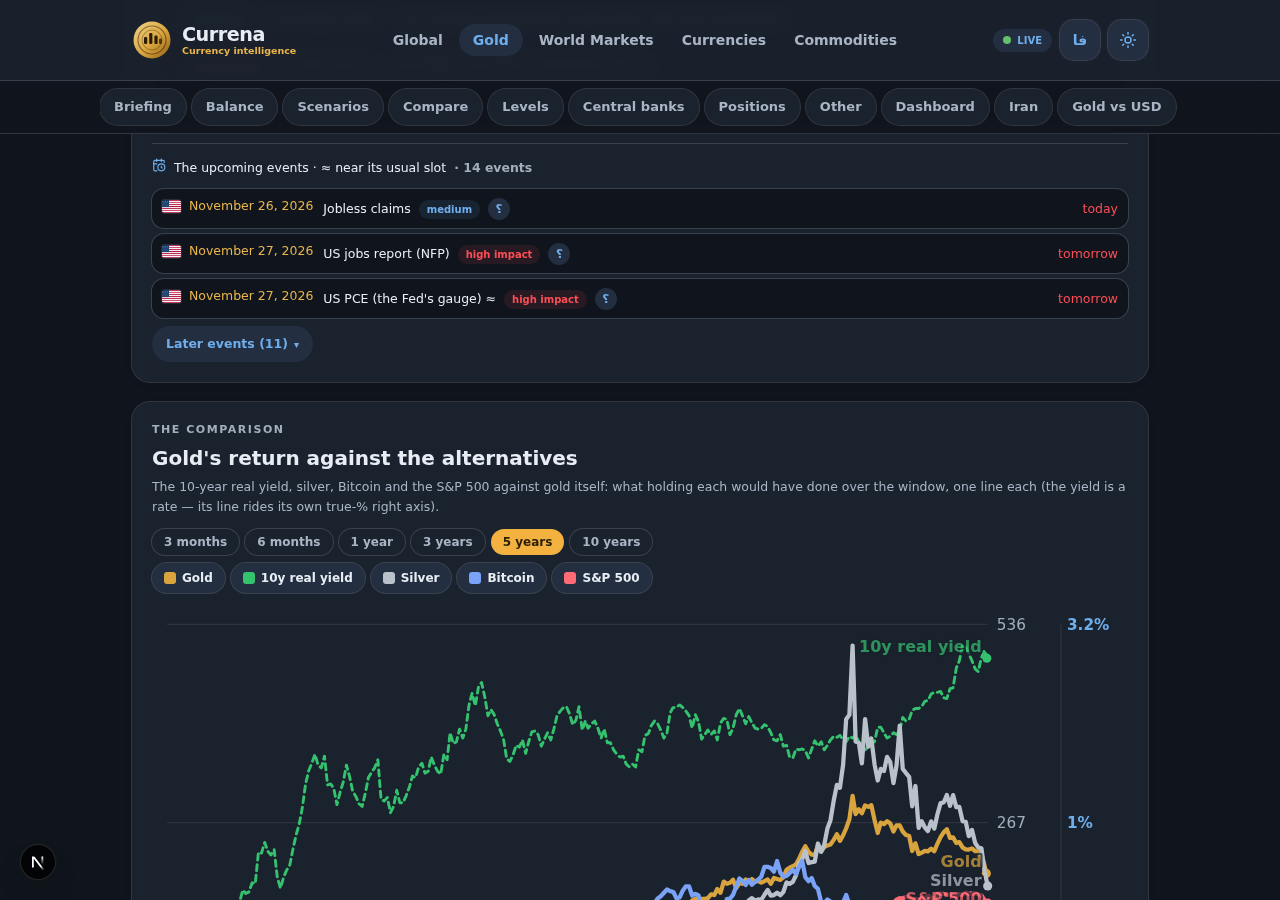 Currena
Currency intelligence
Global
Gold
World Markets
Currencies
Commodities
LIVE
فا
Briefing
Balance
Scenarios
Compare
Levels
Central banks
Positions
Other
Dashboard
Iran
Gold vs USD
The upcoming events · ≈ near its usual slot · 14 events
November 26, 2026 Jobless claims medium ؟ today
November 27, 2026 US jobs report (NFP) high impact ؟ tomorrow
November 27, 2026 US PCE (the Fed's gauge) ≈ high impact ؟ tomorrow
Later events (11) ▾
THE COMPARISON
Gold's return against the alternatives
The 10-year real yield, silver, Bitcoin and the S&P 500 against gold itself: what holding each would have done over the window, one line each (the yield is a
rate — its line rides its own true-% right axis).
3 months
6 months
1 year
3 years
5 years
10 years
Gold
10y real yield
Silver
Bitcoin
S&P 500
536
3.2%
10y real yield
267
1%
Gold
Silver
S&P 500
N